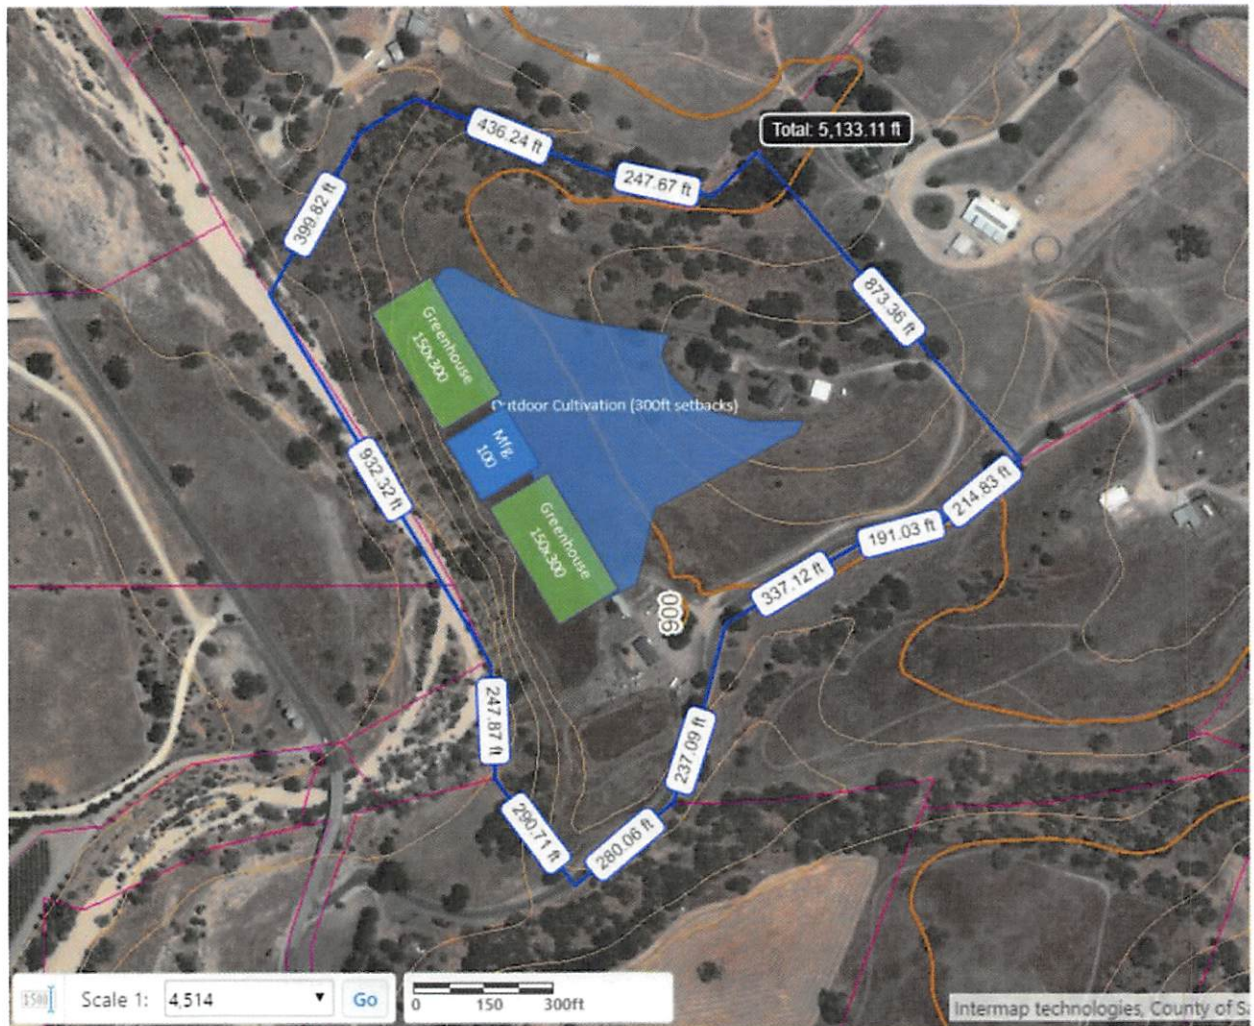 Total: 5,133.11 ft
436.24 ft
247.67 ft
399.82 ft
873.36 ft
Greenhouse
150x300
Outdoor Cultivation (300ft setbacks)
Mfg.
100
932.32 ft
214.83 ft
191.03 ft
Greenhouse
150x300
337.12 ft
900
247.87 ft
237.09 ft
290.71 ft
280.06 ft
Scale 1: 4,514 Go
0 150 300ft
Intermap technologies, County of S